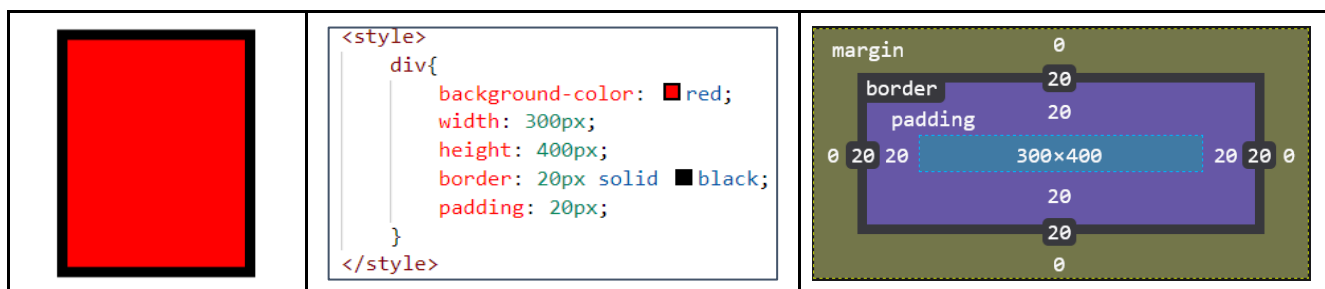 <style>
div{
background-color: red;
width: 300px;
height: 400px;
border: 20px solid black;
padding: 20px;
}
</style>
margin 0
border 20
padding 20
0 20 20 300×400 20 20 0
20
20
0